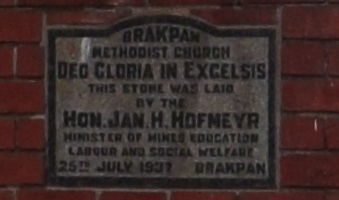 BRAKPAN
METHODIST CHURCH
DEO GLORIA IN EXCELSIS
THIS STONE WAS LAID
BY THE
HON. JAN. H. HOFMEYR
MINISTER OF MINES EDUCATION
LABOUR AND SOCIAL WELFARE
25TH JULY 1937 BRAKPAN